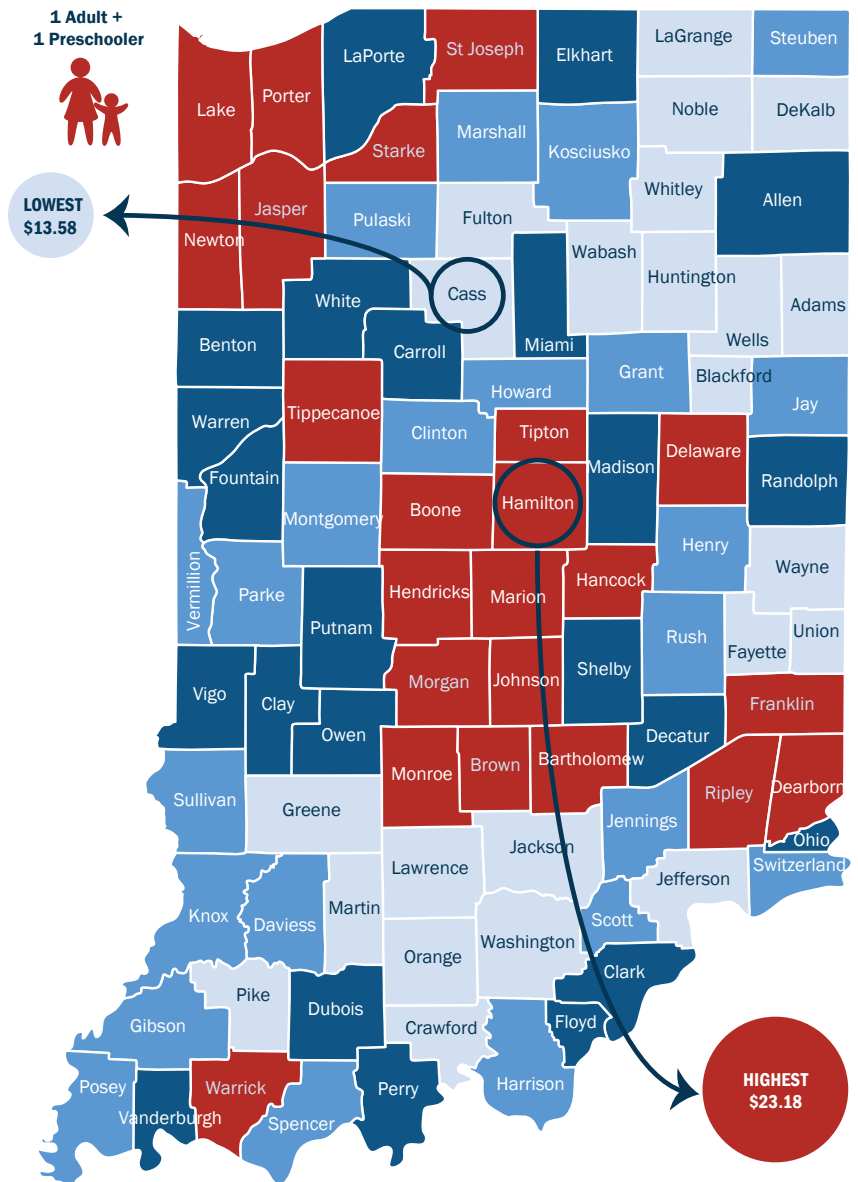 1 Adult +
1 Preschooler
LaPorte
St Joseph
Elkhart
LaGrange
Steuben
Lake
Porter
Noble
DeKalb
Starke
Marshall
Kosciusko
Whitley
Allen
LOWEST
$13.58
Newton
Jasper
Pulaski
Fulton
Wabash
Huntington
Cass
White
Miami
Adams
Wells
Benton
Carroll
Grant
Blackford
Howard
Jay
Warren
Tippecanoe
Clinton
Tipton
Madison
Delaware
Fountain
Randolph
Montgomery
Boone
Hamilton
Henry
Vermillion
Parke
Hendricks
Marion
Hancock
Wayne
Putnam
Rush
Fayette
Union
Vigo
Clay
Morgan
Johnson
Shelby
Franklin
Owen
Decatur
Monroe
Brown
Bartholomew
Ripley
Dearborn
Sullivan
Greene
Jennings
Ohio
Jackson
Switzerland
Lawrence
Jefferson
Knox
Daviess
Martin
Scott
Orange
Washington
Clark
Pike
Dubois
Gibson
Crawford
Floyd
Posey
Warrick
Perry
Harrison
Vanderburgh
Spencer
HIGHEST
$23.18